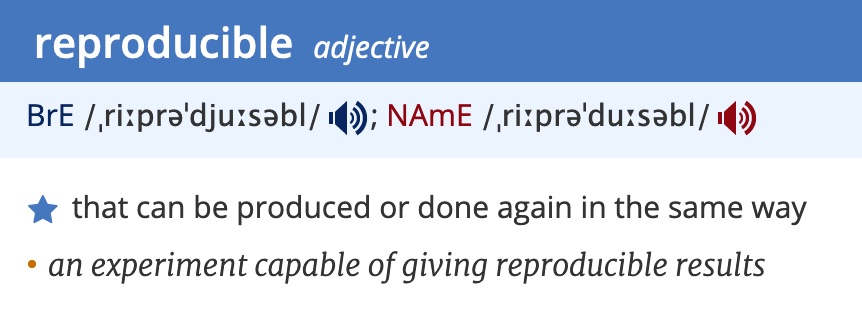 reproducible adjective
BrE /ˌriːprəˈdjuːsəbl/ ; NAmE /ˌriːprəˈduːsəbl/
that can be produced or done again in the same way
• an experiment capable of giving reproducible results